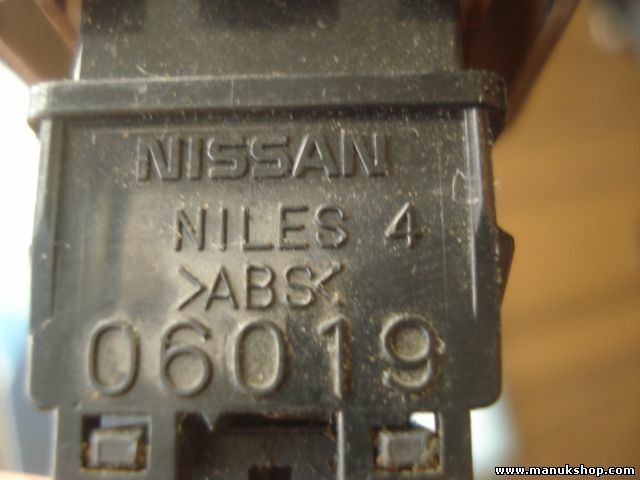 NISSAN
NILES 4
>ABS<
06019
www.manukshop.com